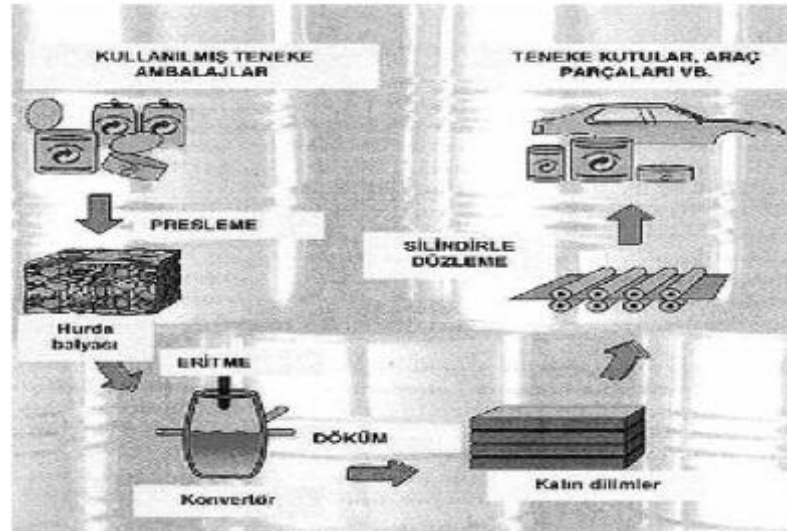 KULLANILMIŞ TENEKE
AMBALAJLAR
TENEKE KUTULAR, ARAÇ
PARÇALARI VB.
PRESLEME
SİLİNDİRLE
DÜZLEME
Hurda
balyası
ERİTME
DÖKÜM
Konvertör
Kalın dilimler